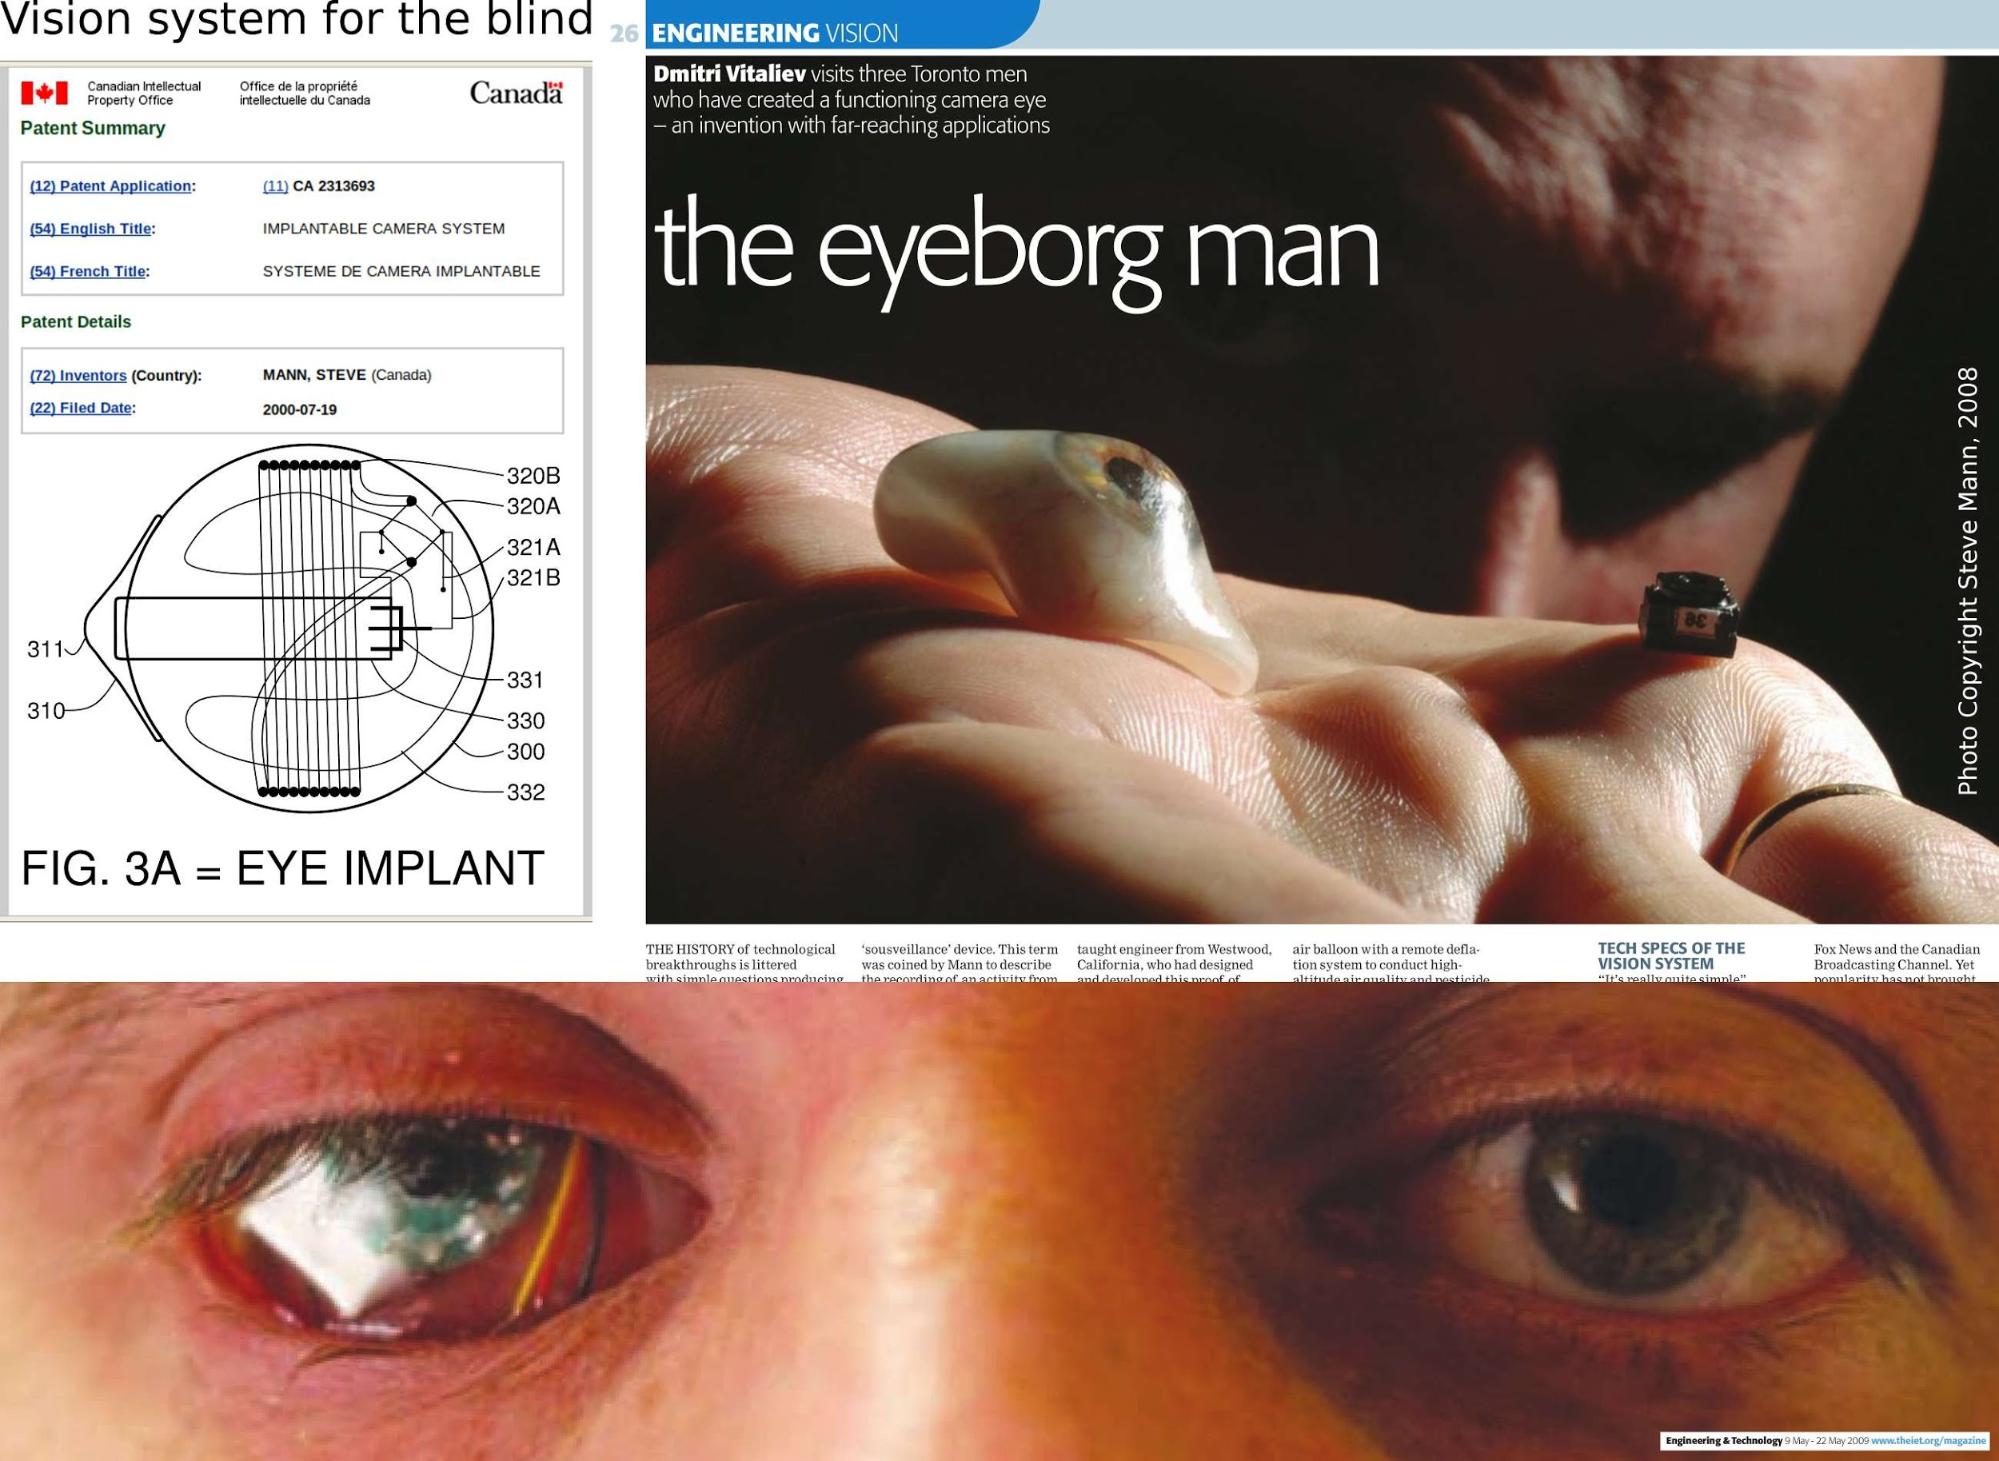 Vision system for the blind
Canadian Intellectual
Property Office
Office de la propriété
intellectuelle du Canada
Canada
Patent Summary
(12) Patent Application: (11) CA 2313693
(54) English Title: IMPLANTABLE CAMERA SYSTEM
(54) French Title: SYSTEME DE CAMERA IMPLANTABLE
Patent Details
(72) Inventors (Country): MANN, STEVE (Canada)
(22) Filed Date: 2000-07-19
320B
320A
321A
321B
311
331
310
330
300
332
FIG. 3A = EYE IMPLANT
26 ENGINEERING VISION
Dmitri Vitaliev visits three Toronto men
who have created a functioning camera eye
– an invention with far-reaching applications
the eyeborg man
36
Photo Copyright Steve Mann, 2008
THE HISTORY of technological
breakthroughs is littered
with simple questions producing
‘sousveillance’ device. This term
was coined by Mann to describe
the recording of an activity from
taught engineer from Westwood,
California, who had designed
and developed this proof of
air balloon with a remote defla-
tion system to conduct high-
altitude air quality and pesticide
TECH SPECS OF THE
VISION SYSTEM
“It’s really quite simple”
Fox News and the Canadian
Broadcasting Channel. Yet
popularity has not brought
Engineering & Technology 9 May - 22 May 2009 www.theiet.org/magazine